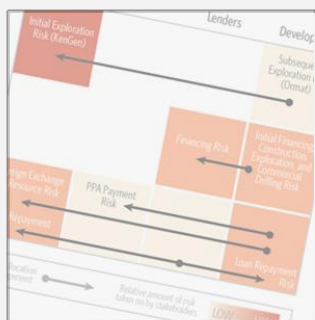 Lenders
Develop
Initial Exploration
Risk (KenGen)
Subseque
Exploration
(Ormat)
Financing Risk
Initial Financing,
Construction,
Exploration, and
Commercial
Drilling Risk
eign Exchange
Resource Risk
PPA Payment
Risk
Repayment
Loan Repayment
Risk
location
Relative amount of risk
taken on by stakeholders
LOW